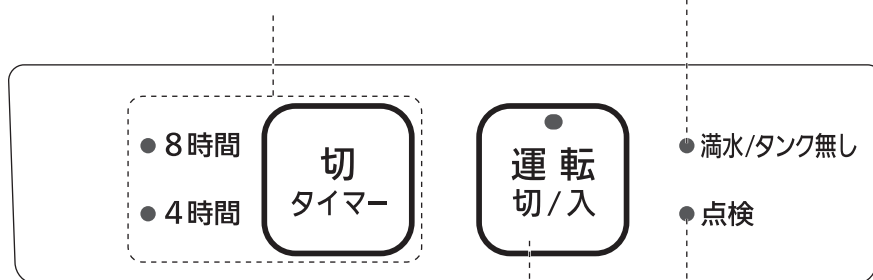 8時間
4時間
切
タイマー
運転
切/入
満水/タンク無し
点検